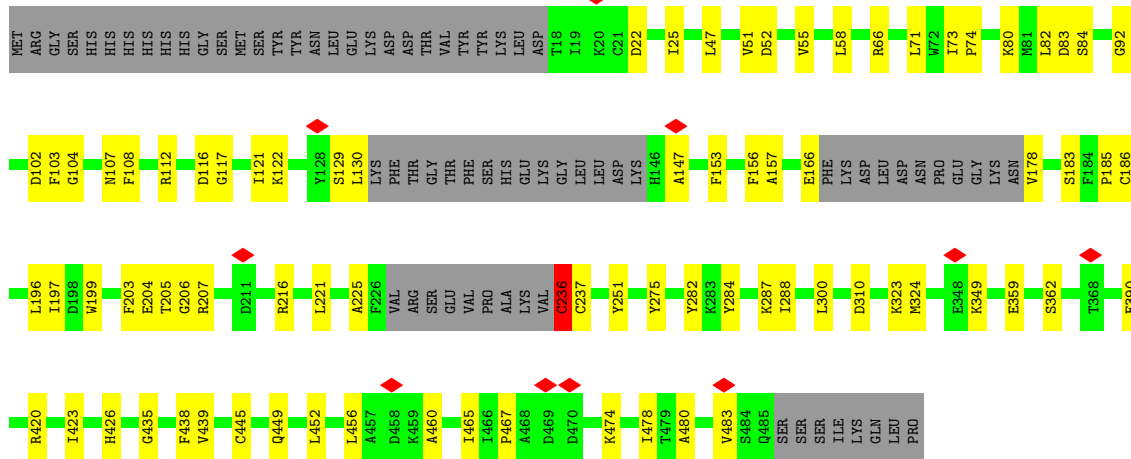 MET ARG GLY SER HIS HIS HIS HIS HIS HIS GLY SER MET SER TYR TYR ASN LEU GLU LYS ASP ASP THR VAL TYR TYR LYS LEU ASP T18 I19 K20 C21 D22 I25 L47 V51 D52 V55 L58 R66 L71 W72 I73 P74 K80 M81 L82 D83 S84 G92
D102 F103 G104 N107 F108 R112 D116 G117 I121 K122 Y128 S129 L130 LYS PHE THR GLY THR PHE SER HIS GLU LYS GLY LEU LEU ASP LYS H146 A147 F153 F156 A157 E166 PHE LYS ASP LEU ASP ASN PRO GLU GLY LYS ASN V178 S183 F184 P185 C186
L196 I197 D198 W199 F203 E204 T205 G206 R207 D211 R216 L221 A225 F226 VAL ARG SER GLU VAL PRO ALA LYS VAL C236 C237 Y251 Y275 Y282 K283 Y284 K287 I288 L300 D310 K323 M324 E348 K349 E359 S362 T368
R420 I423 H426 G435 F438 V439 C445 Q449 L452 L456 A457 D458 K459 A460 I465 I466 P467 A468 D469 D470 K474 I478 T479 A480 V483 S484 Q485 SER SER SER ILE LYS GLN LEU PRO